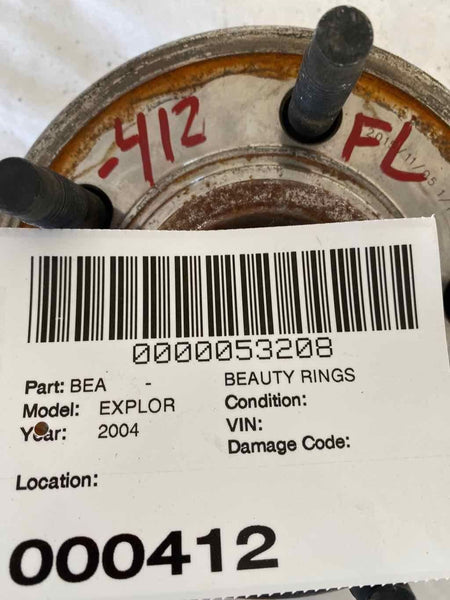 -412
FL
0000053208
Part: BEA - BEAUTY RINGS
Model: EXPLOR Condition:
Year: 2004 VIN:
Damage Code:
Location:
000412